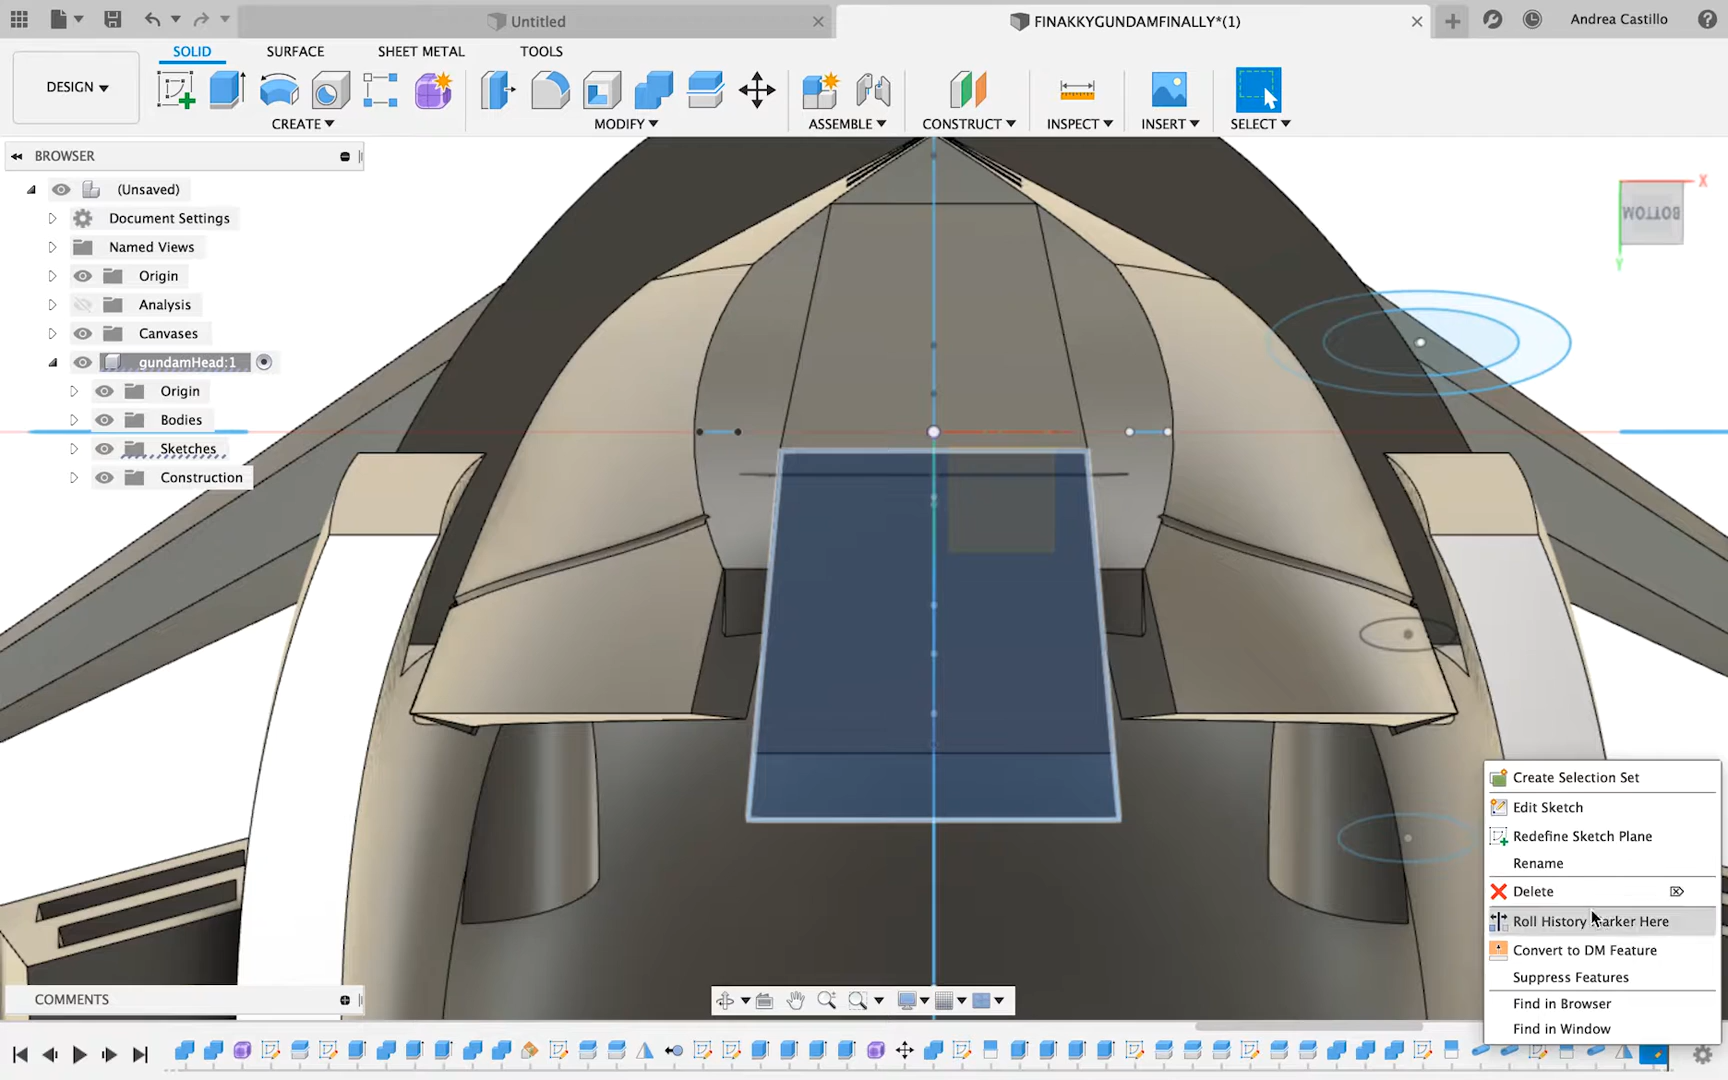 Untitled
FINAKKYGUNDAMFINALLY*(1)
Andrea Castillo
SOLID
SURFACE
SHEET METAL
TOOLS
DESIGN
CREATE
MODIFY
ASSEMBLE
CONSTRUCT
INSPECT
INSERT
SELECT
BROWSER
(Unsaved)
Document Settings
Named Views
Origin
Analysis
Canvases
gundamHead:1
Origin
Bodies
Sketches
Construction
X
BOTTOM
Y
Create Selection Set
Edit Sketch
Redefine Sketch Plane
Rename
Delete
Roll History Marker Here
Convert to DM Feature
Suppress Features
Find in Browser
Find in Window
COMMENTS